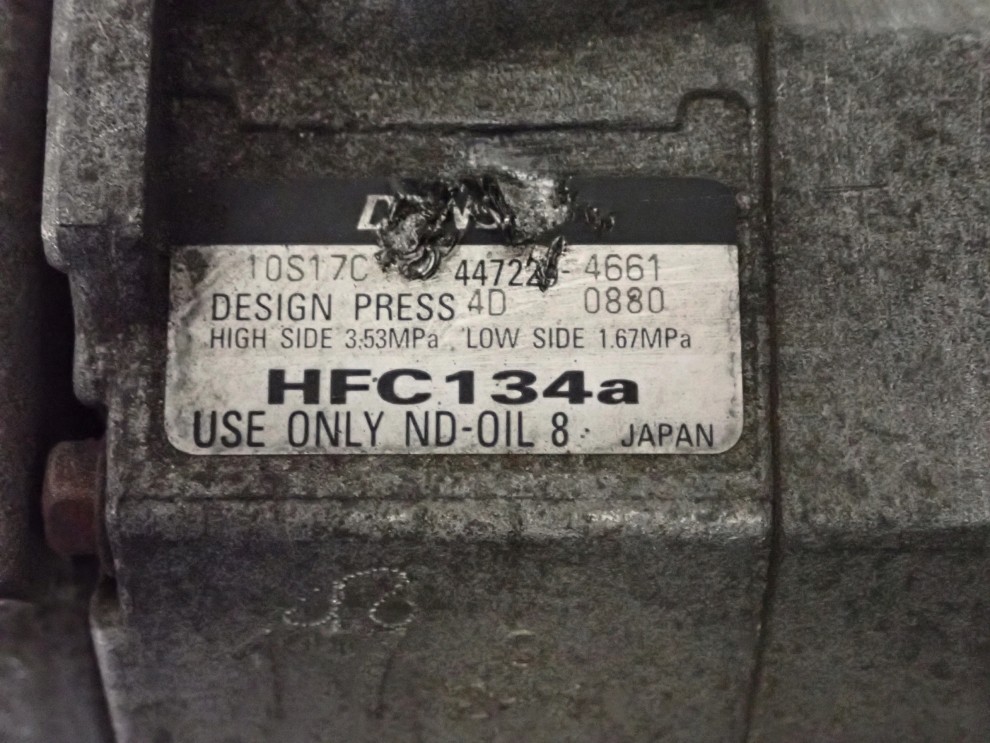 10S17C
4661
DESIGN PRESS 4D 0880
HIGH SIDE 3.53MPa LOW SIDE 1.67MPa
HFC134a
USE ONLY ND-OIL 8 JAPAN